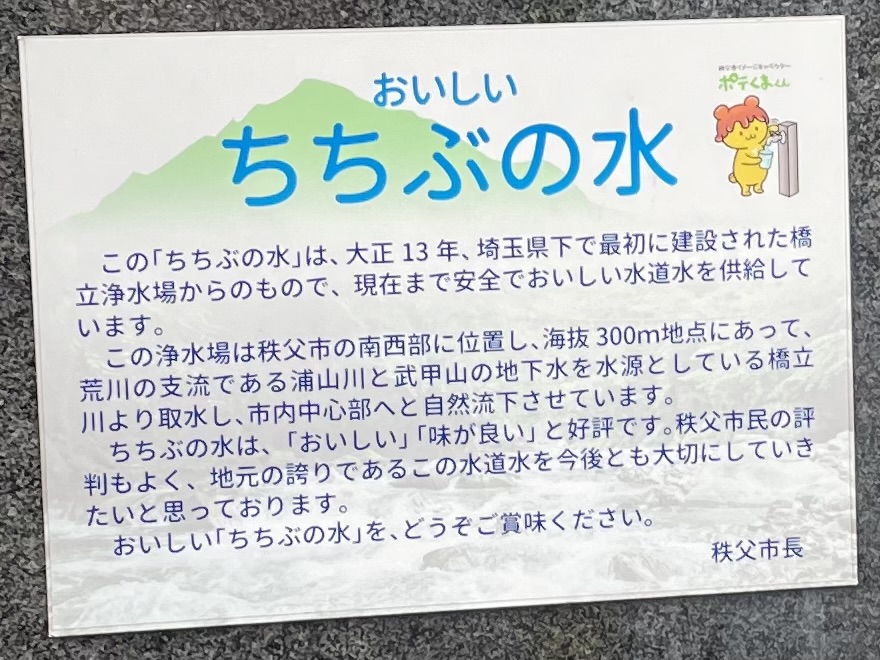 秩父市イメージキャラクター
ポテくまくん
おいしい
ちちぶの水
この「ちちぶの水」は、大正13年、埼玉県下で最初に建設された橋
立浄水場からのもので、現在まで安全でおいしい水道水を供給して
います。
この浄水場は秩父市の南西部に位置し、海抜300m地点にあって、
荒川の支流である浦山川と武甲山の地下水を水源としている橋立
川より取水し、市内中心部へと自然流下させています。
ちちぶの水は、「おいしい」「味が良い」と好評です。秩父市民の評
判もよく、地元の誇りであるこの水道水を今後とも大切にしていき
たいと思っております。
おいしい「ちちぶの水」を、どうぞご賞味ください。
秩父市長